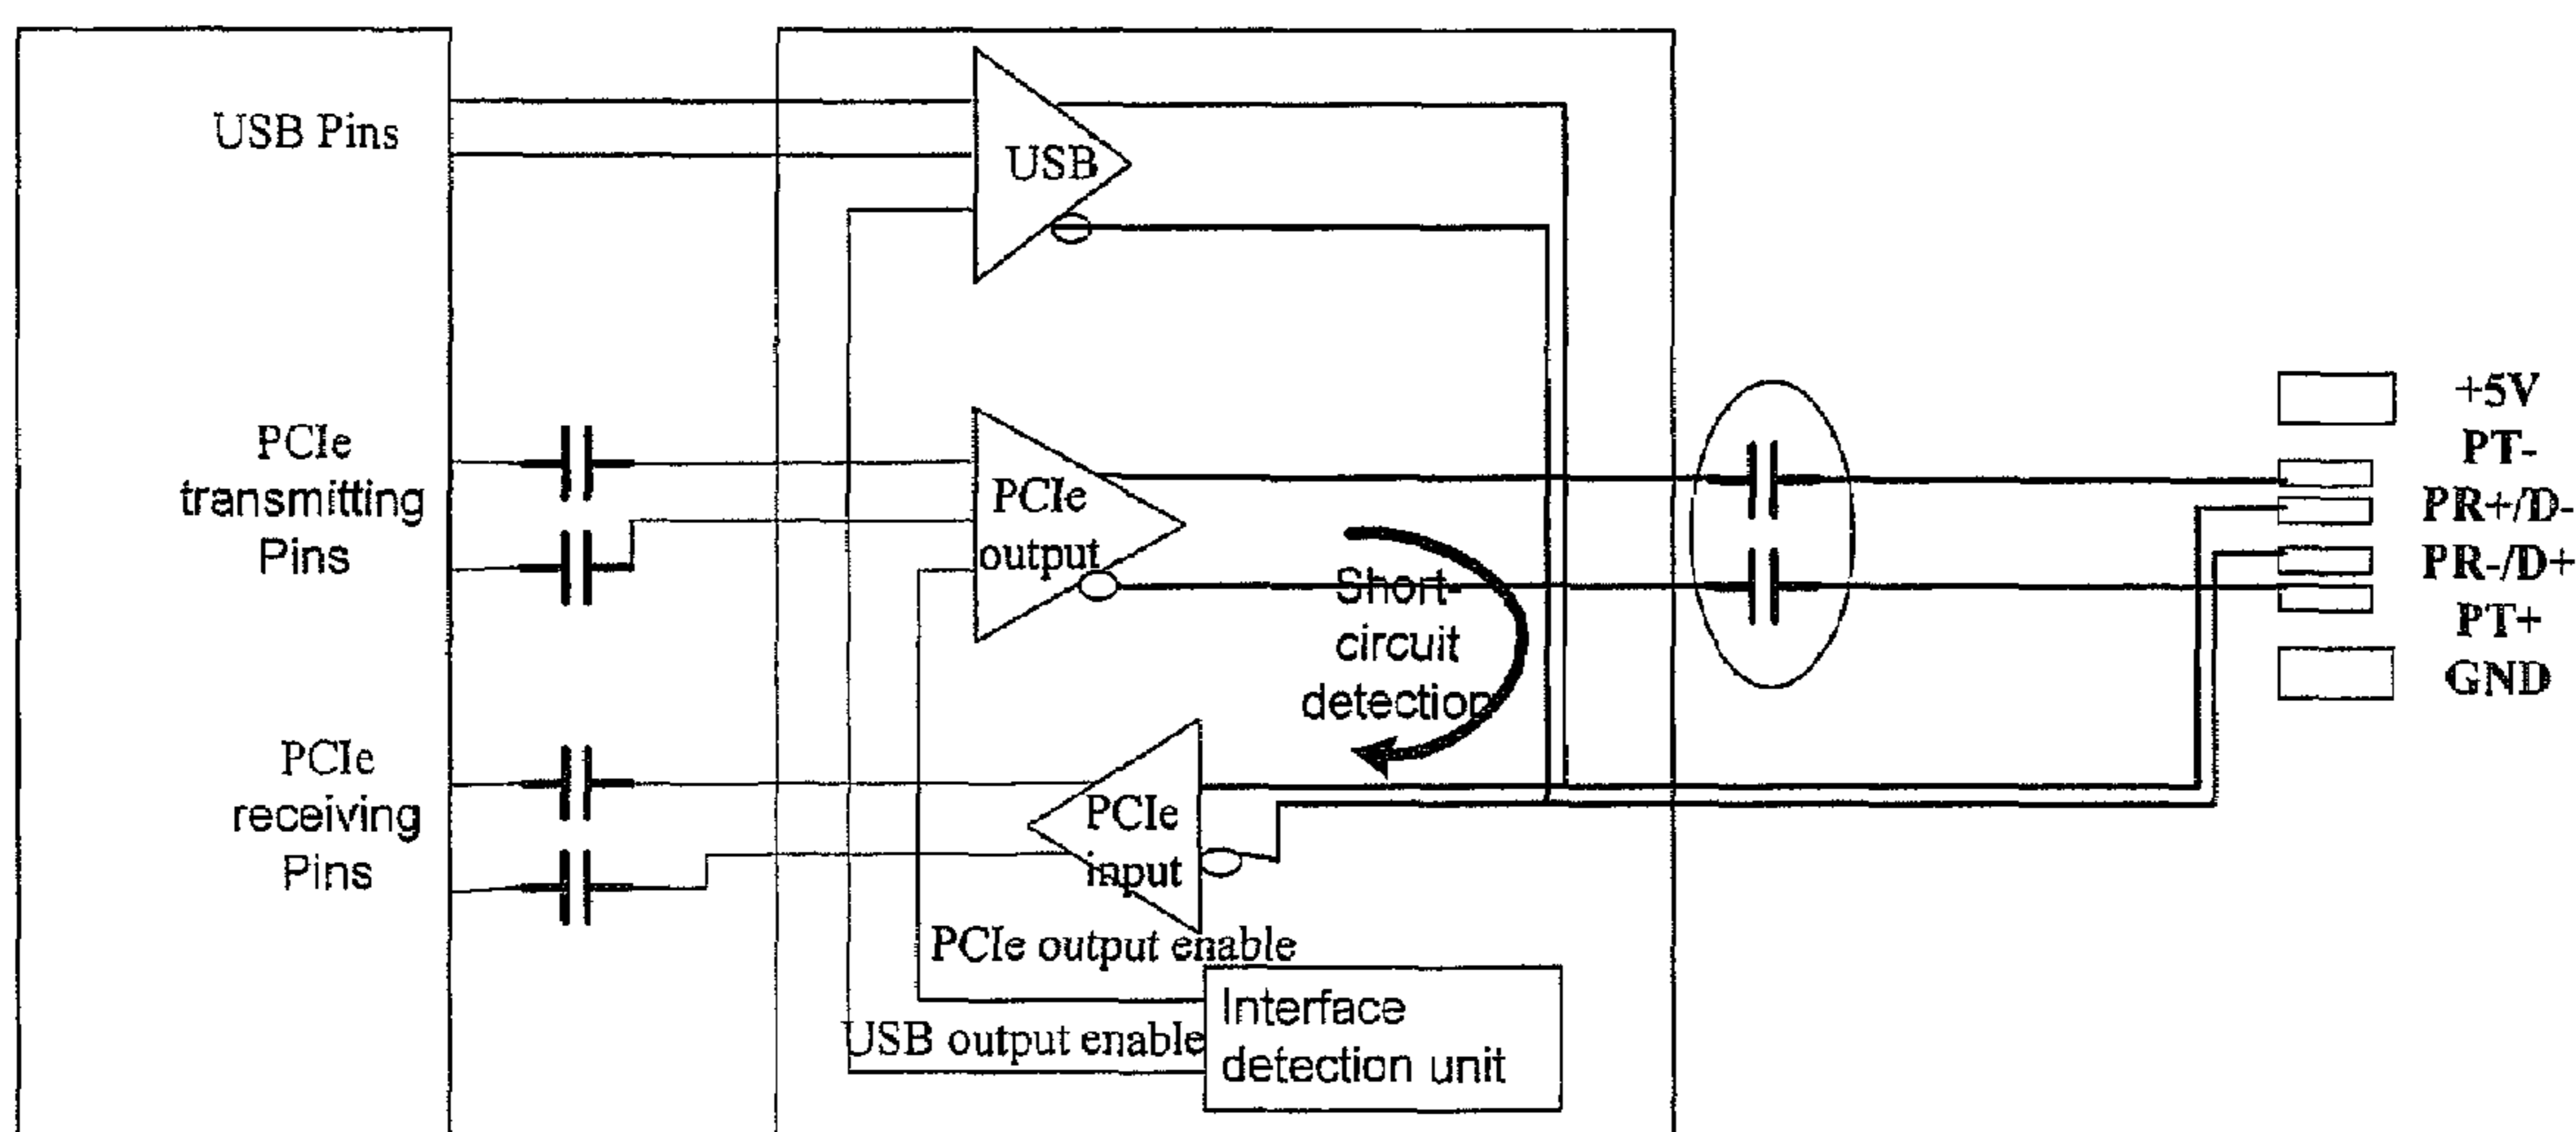 USB Pins
USB
PCIe
transmitting
Pins
PCIe
output
Short-
circuit
detection
PCIe
receiving
Pins
PCIe
input
PCIe output enable
USB output enable
Interface
detection unit
+5V
PT-
PR+/D-
PR-/D+
PT+
GND